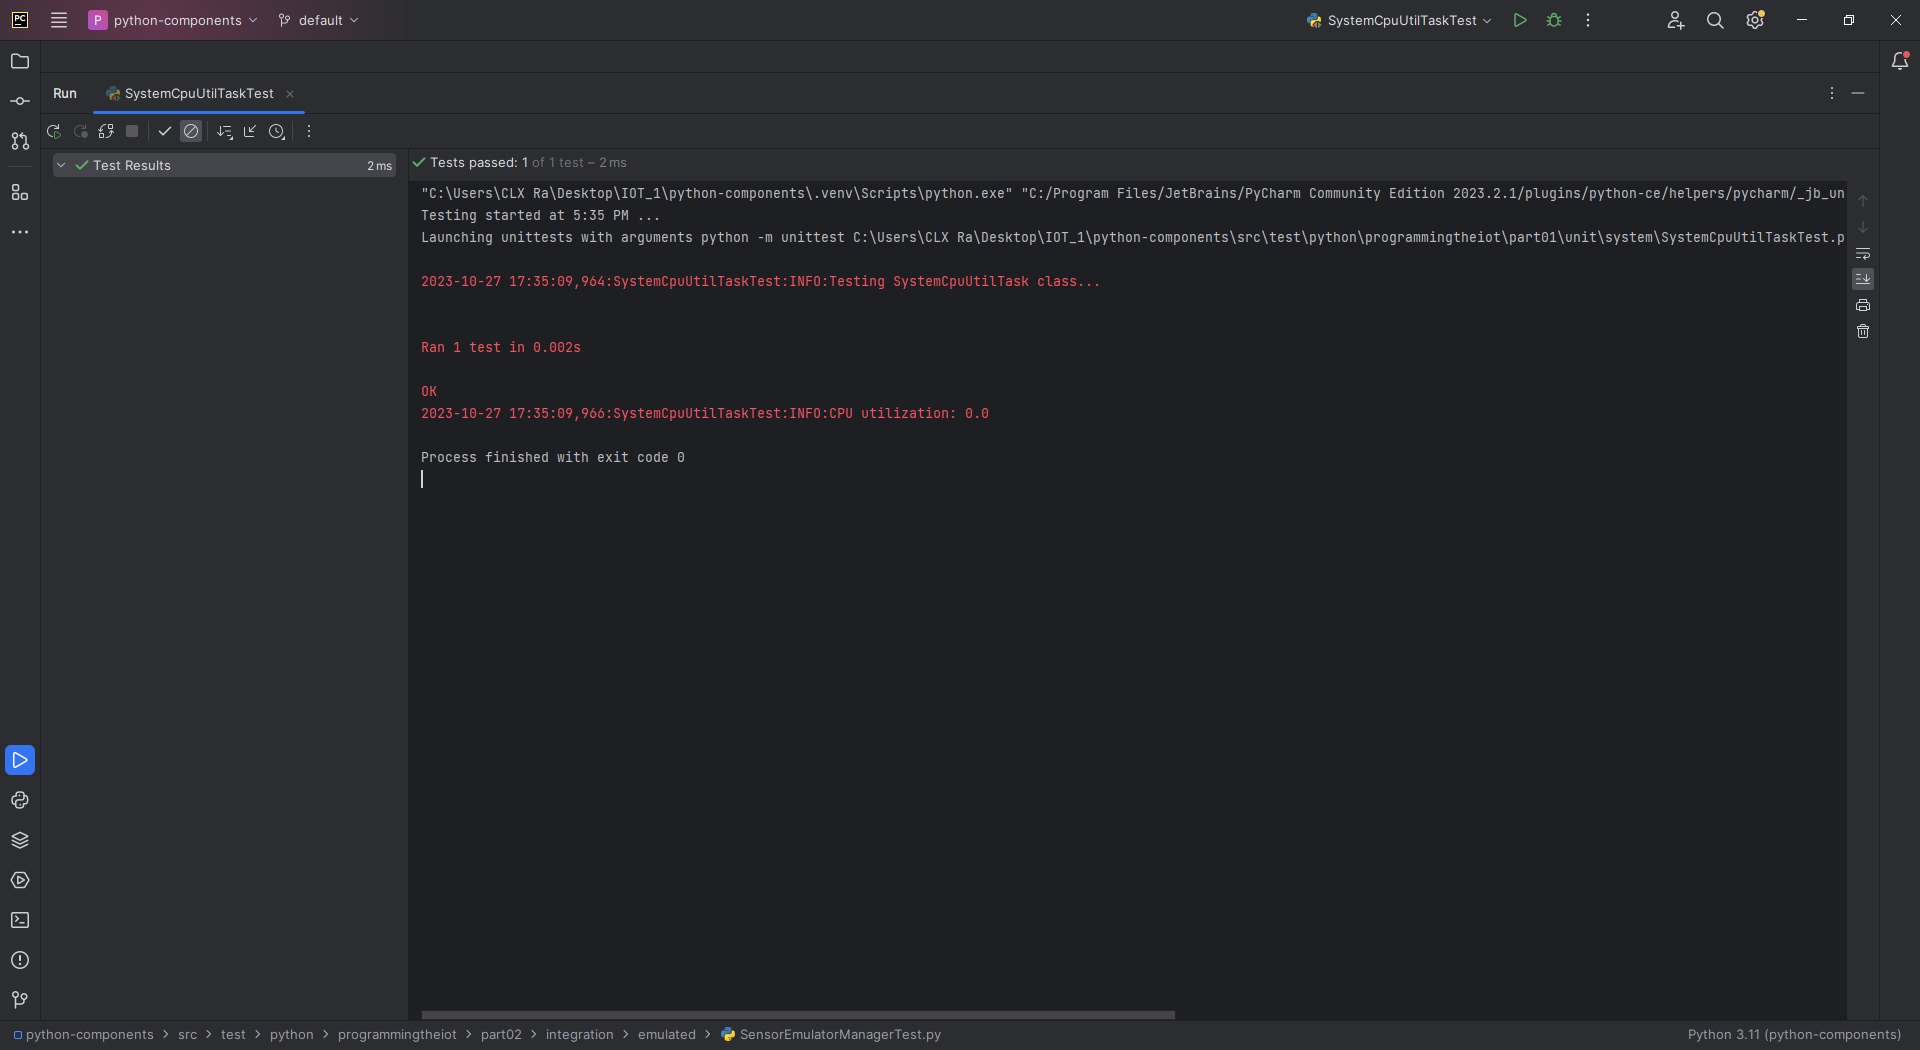 PC P python-components default SystemCpuUtilTaskTest
Run SystemCpuUtilTaskTest
Test Results 2 ms
Tests passed: 1 of 1 test – 2 ms
"C:\Users\CLX Ra\Desktop\IOT_1\python-components\.venv\Scripts\python.exe" "C:/Program Files/JetBrains/PyCharm Community Edition 2023.2.1/plugins/python-ce/helpers/pycharm/_jb_un
Testing started at 5:35 PM ...
Launching unittests with arguments python -m unittest C:\Users\CLX Ra\Desktop\IOT_1\python-components\src\test\python\programmingtheiot\part01\unit\system\SystemCpuUtilTaskTest.p
2023-10-27 17:35:09,964:SystemCpuUtilTaskTest:INFO:Testing SystemCpuUtilTask class...
Ran 1 test in 0.002s
OK
2023-10-27 17:35:09,966:SystemCpuUtilTaskTest:INFO:CPU utilization: 0.0
Process finished with exit code 0
python-components > src > test > python > programmingtheiot > part02 > integration > emulated > SensorEmulatorManagerTest.py Python 3.11 (python-components)